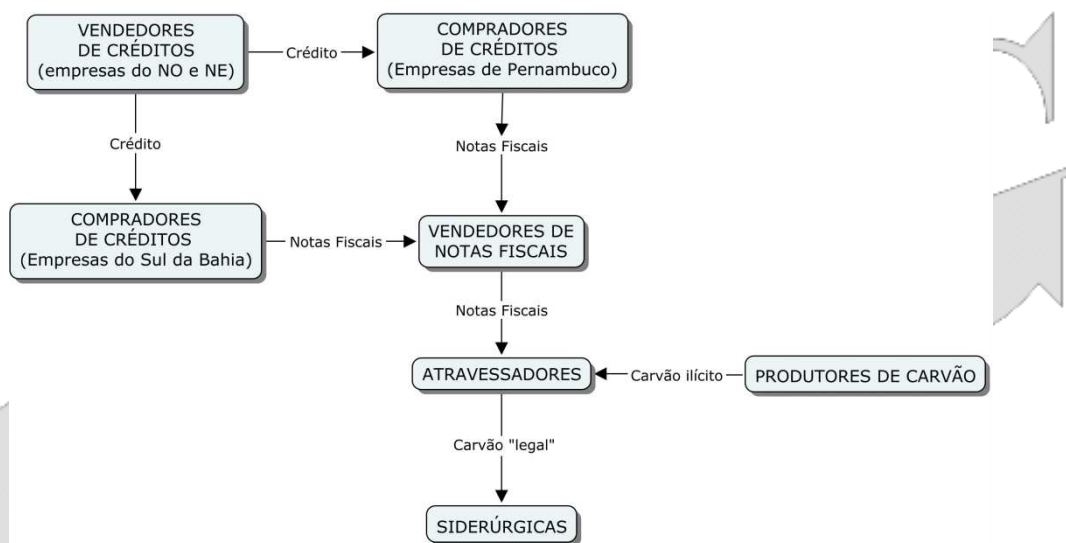 VENDEDORES
DE CRÉDITOS
(empresas do NO e NE)
Crédito
COMPRADORES
DE CRÉDITOS
(Empresas de Pernambuco)
Crédito
Notas Fiscais
COMPRADORES
DE CRÉDITOS
(Empresas do Sul da Bahia)
Notas Fiscais
VENDEDORES DE
NOTAS FISCAIS
Notas Fiscais
ATRAVESSADORES
Carvão ilícito
PRODUTORES DE CARVÃO
Carvão "legal"
SIDERÚRGICAS